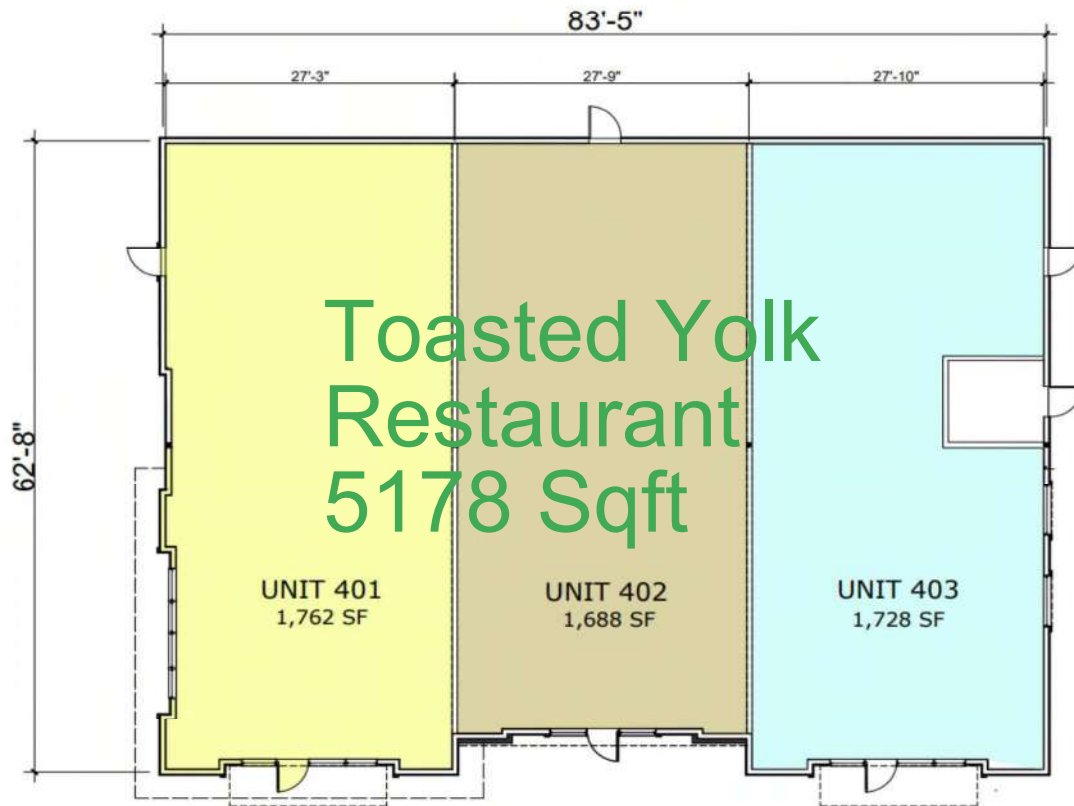 83'-5"
27'-3"
27'-9"
27'-10"
62'-8"
Toasted Yolk
Restaurant
5178 Sqft
UNIT 401
1,762 SF
UNIT 402
1,688 SF
UNIT 403
1,728 SF